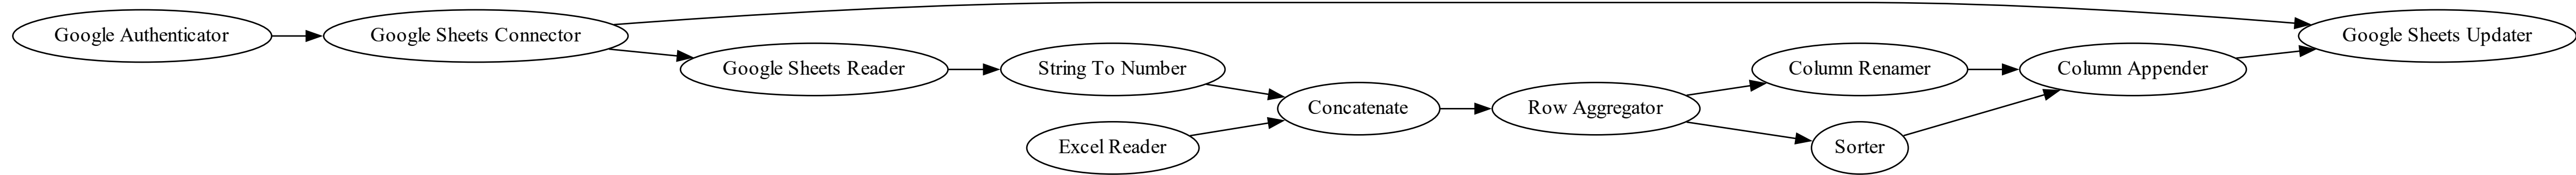 Google Authenticator
Google Sheets Connector
Google Sheets Reader
String To Number
Excel Reader
Concatenate
Row Aggregator
Column Renamer
Sorter
Column Appender
Google Sheets Updater